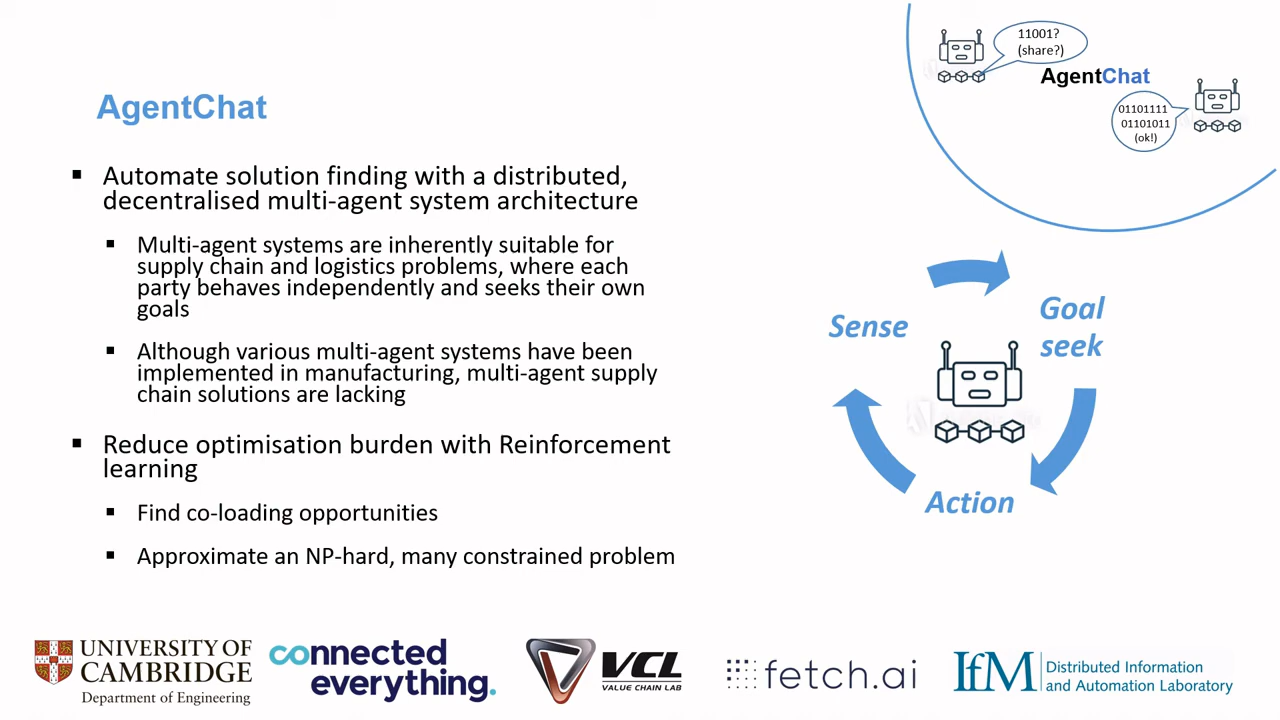 AgentChat
Automate solution finding with a distributed,
decentralised multi-agent system architecture
Multi-agent systems are inherently suitable for
supply chain and logistics problems, where each
party behaves independently and seeks their own
goals
Although various multi-agent systems have been
implemented in manufacturing, multi-agent supply
chain solutions are lacking
Reduce optimisation burden with Reinforcement
learning
Find co-loading opportunities
Approximate an NP-hard, many constrained problem
11001?
(share?)
AgentChat
01101111
01101011
(ok!)
Sense
Goal
seek
Action
UNIVERSITY OF
CAMBRIDGE
Department of Engineering
connected
everything.
VCL
VALUE CHAIN LAB
fetch.ai
IfM
Distributed Information
and Automation Laboratory